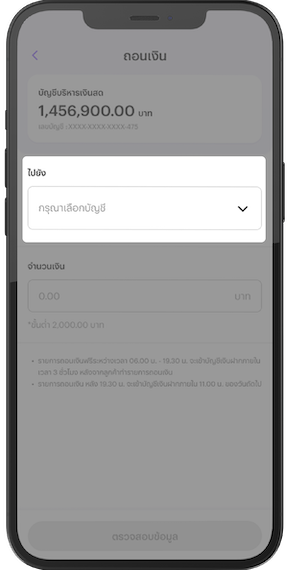 ถอนเงิน
บัญชีบริหารเงินสด
1,456,900.00 บาท
เลขบัญชี : XXXX-XXXX-XXXX-475
ไปยัง
กรุณาเลือกบัญชี
จำนวนเงิน
0.00 บาท
*ขั้นต่ำ 2,000.00 บาท
• รายการถอนเงินฟรีระหว่างเวลา 06.00 น. - 19.30 น. จะเข้าบัญชีเงินฝากภายใน
เวลา 3 ชั่วโมง หลังจากลูกค้าทำรายการถอนเงิน
• รายการถอนเงิน หลัง 19.30 น. จะเข้าบัญชีเงินฝากภายใน 11.00 น. ของวันถัดไป
ตรวจสอบข้อมูล